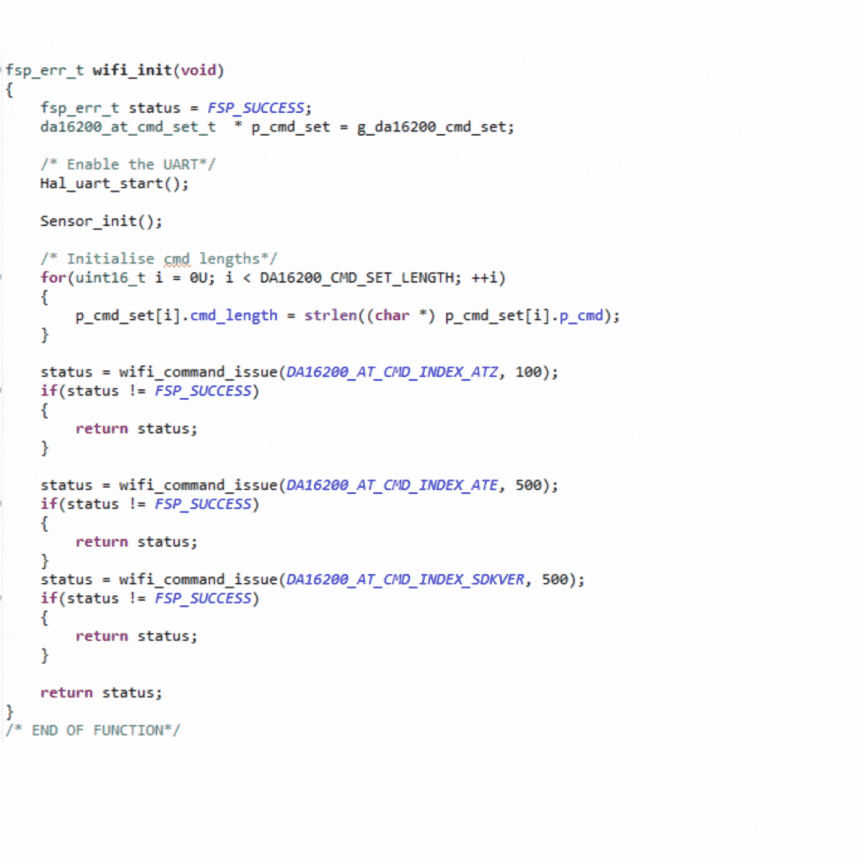 fsp_err_t wifi_init(void)
{
    fsp_err_t status = FSP_SUCCESS;
    da16200_at_cmd_set_t  * p_cmd_set = g_da16200_cmd_set;

    /* Enable the UART*/
    Hal_uart_start();

    Sensor_init();

    /* Initialise cmd lengths*/
    for(uint16_t i = 0U; i < DA16200_CMD_SET_LENGTH; ++i)
    {
        p_cmd_set[i].cmd_length = strlen((char *) p_cmd_set[i].p_cmd);
    }

    status = wifi_command_issue(DA16200_AT_CMD_INDEX_ATZ, 100);
    if(status != FSP_SUCCESS)
    {
        return status;
    }

    status = wifi_command_issue(DA16200_AT_CMD_INDEX_ATE, 500);
    if(status != FSP_SUCCESS)
    {
        return status;
    }
    status = wifi_command_issue(DA16200_AT_CMD_INDEX_SDKVER, 500);
    if(status != FSP_SUCCESS)
    {
        return status;
    }

    return status;
}
/* END OF FUNCTION*/